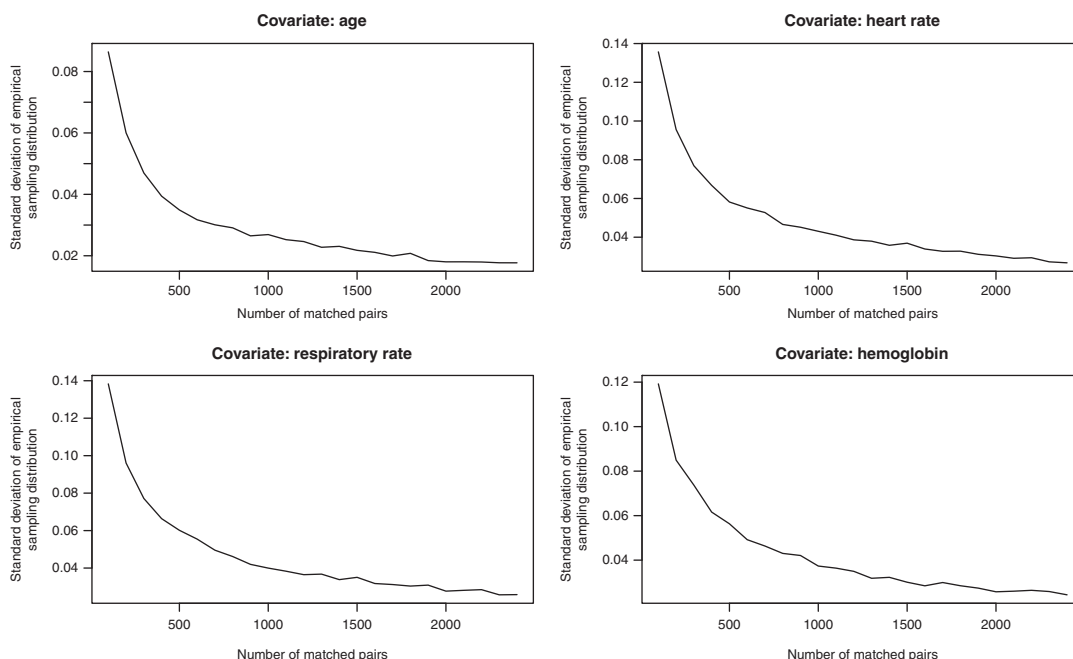 Covariate: age
Standard deviation of empirical
sampling distribution
0.08
0.06
0.04
0.02
500
1000
1500
2000
Number of matched pairs
Covariate: heart rate
Standard deviation of empirical
sampling distribution
0.14
0.12
0.10
0.08
0.06
0.04
500
1000
1500
2000
Number of matched pairs
Covariate: respiratory rate
Standard deviation of empirical
sampling distribution
0.14
0.12
0.10
0.08
0.06
0.04
500
1000
1500
2000
Number of matched pairs
Covariate: hemoglobin
Standard deviation of empirical
sampling distribution
0.12
0.10
0.08
0.06
0.04
500
1000
1500
2000
Number of matched pairs